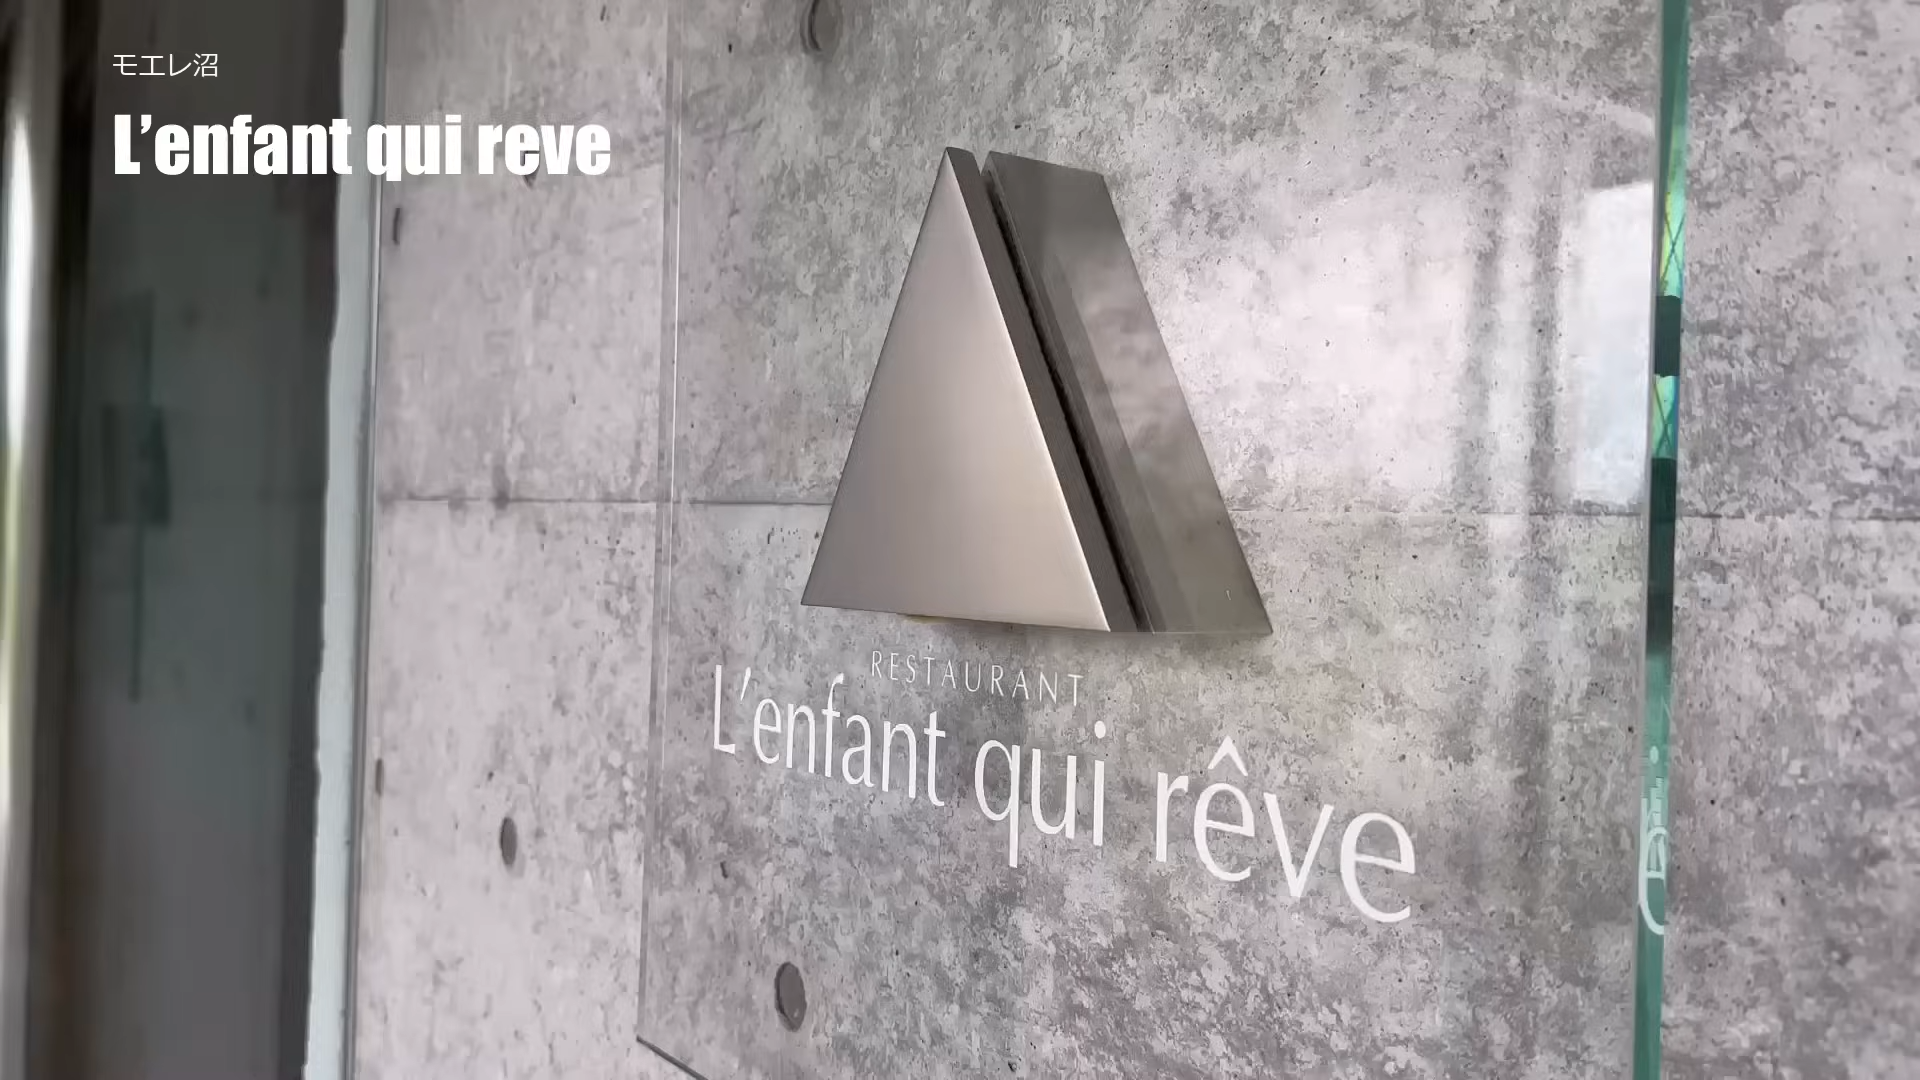 モエレ沼
L’enfant qui reve
RESTAURANT
L’enfant qui rêve